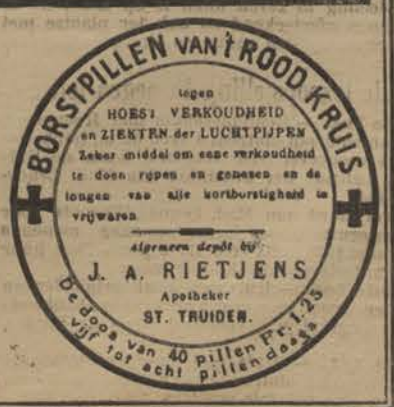 BORSTPILLEN VAN 't ROOD KRUIS
tegen
HOEST VERKOUDHEID
en ZIEKTEN der LUCHTPIJPEN
Zeker middel om eene verkoudheid
te doen rijpen en genesen en de
longen van alle kortborstigheid te
vrijwaren
Algemeen depôt bij
J. A. RIETJENS
Apotheker
ST. TRUIDEN.
De doos van 40 pillen Fr. 1.25
vijf tot acht pillen daags